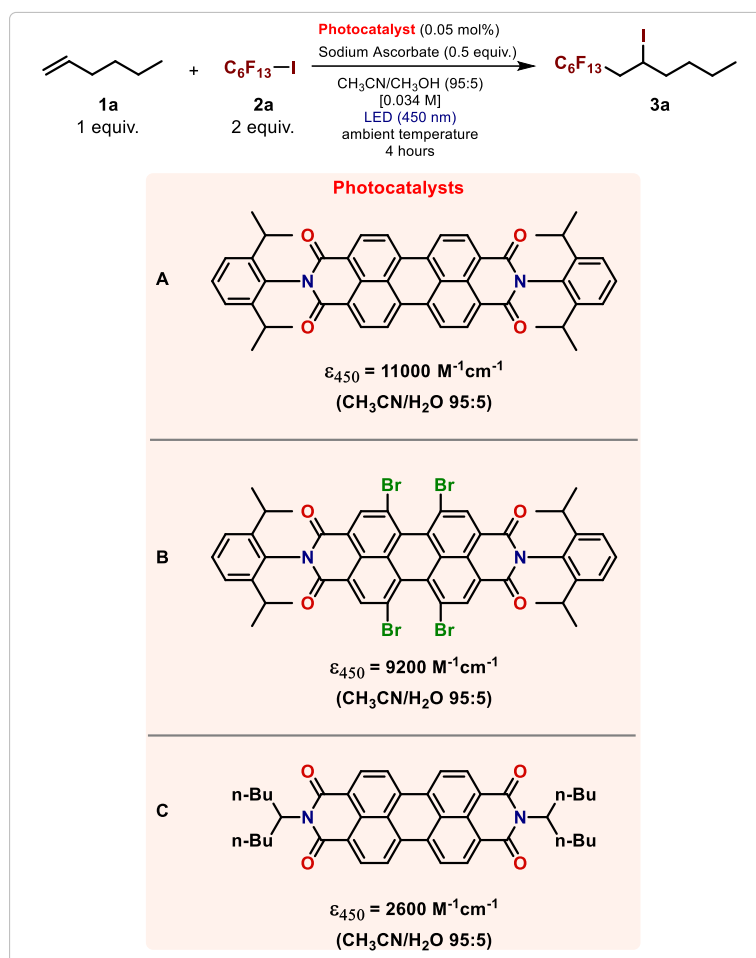 Photocatalyst (0.05 mol%)
Sodium Ascorbate (0.5 equiv.)
+
C₆F₁₃—I
CH₃CN/CH₃OH (95:5)
[0.034 M]
LED (450 nm)
ambient temperature
4 hours
I
C₆F₁₃
1a
1 equiv.
2a
2 equiv.
3a
Photocatalysts
A
O
O
N
N
O
O
ε₄₅₀ = 11000 M⁻¹cm⁻¹
(CH₃CN/H₂O 95:5)
Br Br
B
O
O
N
N
O
O
Br Br
ε₄₅₀ = 9200 M⁻¹cm⁻¹
(CH₃CN/H₂O 95:5)
C
O
O
n-Bu
n-Bu
N
N
n-Bu
n-Bu
O
O
ε₄₅₀ = 2600 M⁻¹cm⁻¹
(CH₃CN/H₂O 95:5)